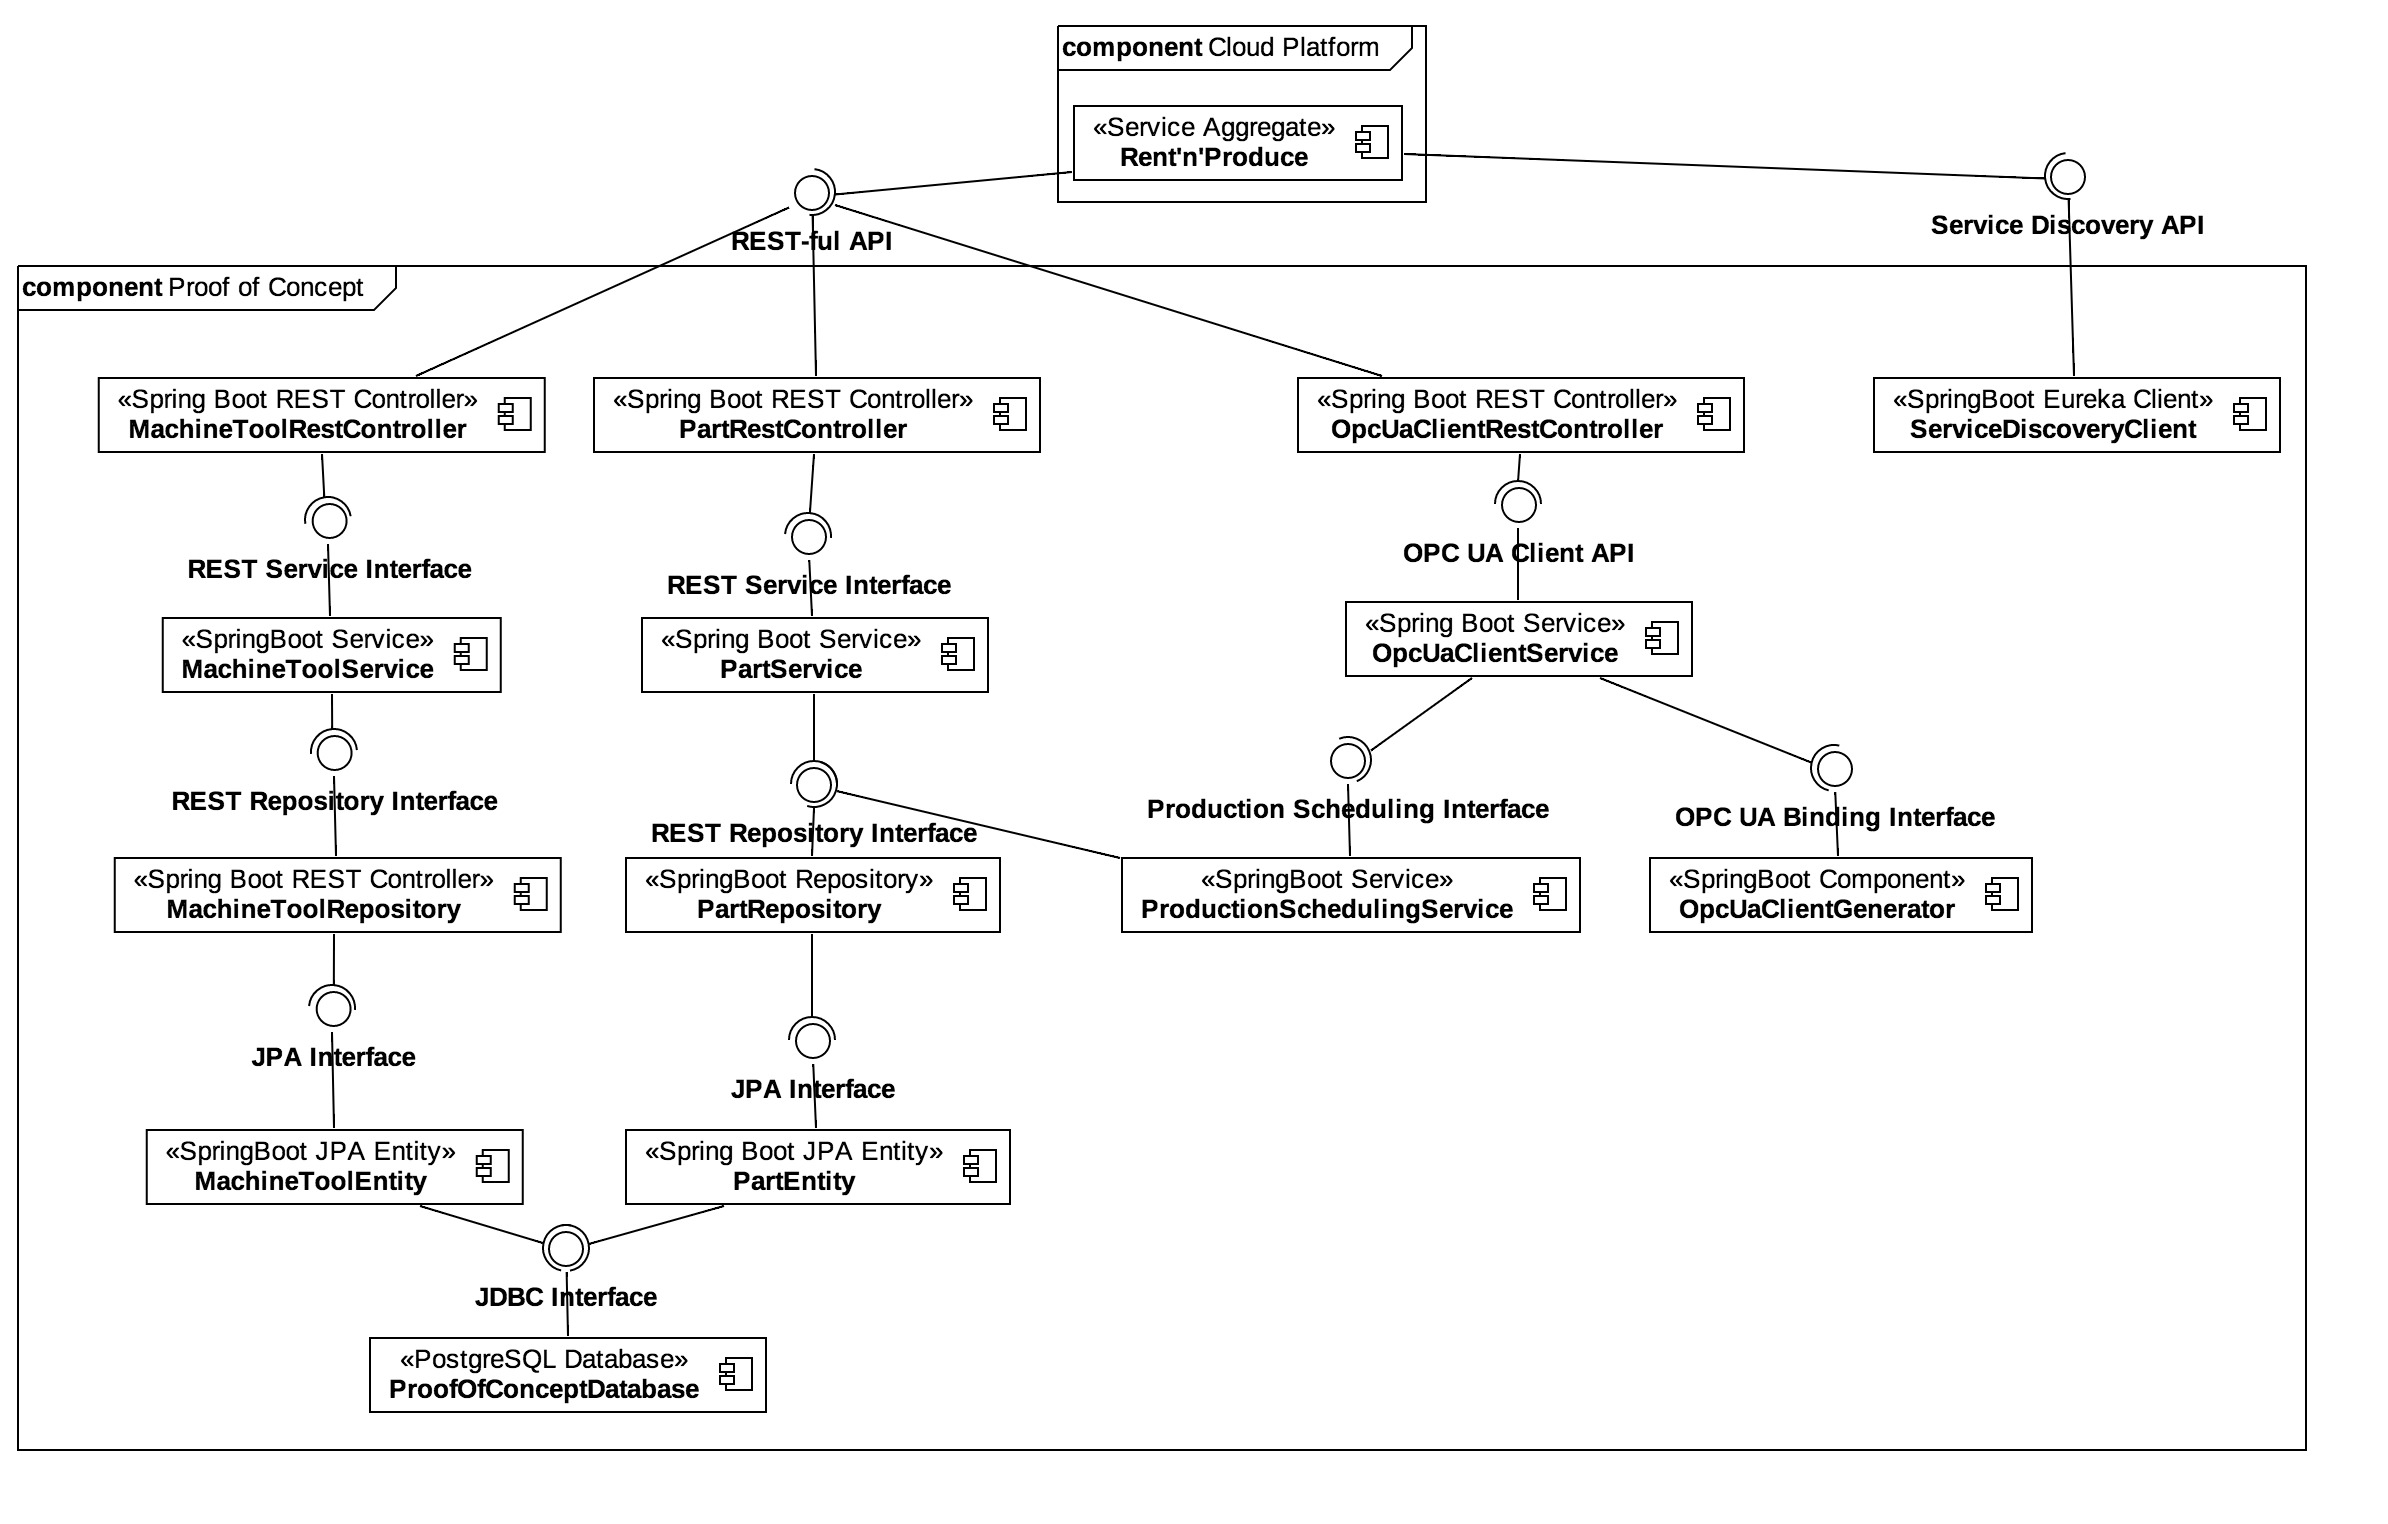 component Cloud Platform
«Service Aggregate»
Rent'n'Produce
REST-ful API
Service Discovery API
component Proof of Concept
«Spring Boot REST Controller»
MachineToolRestController
«Spring Boot REST Controller»
PartRestController
«Spring Boot REST Controller»
OpcUaClientRestController
«SpringBoot Eureka Client»
ServiceDiscoveryClient
REST Service Interface
REST Service Interface
OPC UA Client API
«SpringBoot Service»
MachineToolService
«Spring Boot Service»
PartService
«Spring Boot Service»
OpcUaClientService
REST Repository Interface
REST Repository Interface
Production Scheduling Interface
OPC UA Binding Interface
«Spring Boot REST Controller»
MachineToolRepository
«SpringBoot Repository»
PartRepository
«SpringBoot Service»
ProductionSchedulingService
«SpringBoot Component»
OpcUaClientGenerator
JPA Interface
JPA Interface
«SpringBoot JPA Entity»
MachineToolEntity
«Spring Boot JPA Entity»
PartEntity
JDBC Interface
«PostgreSQL Database»
ProofOfConceptDatabase